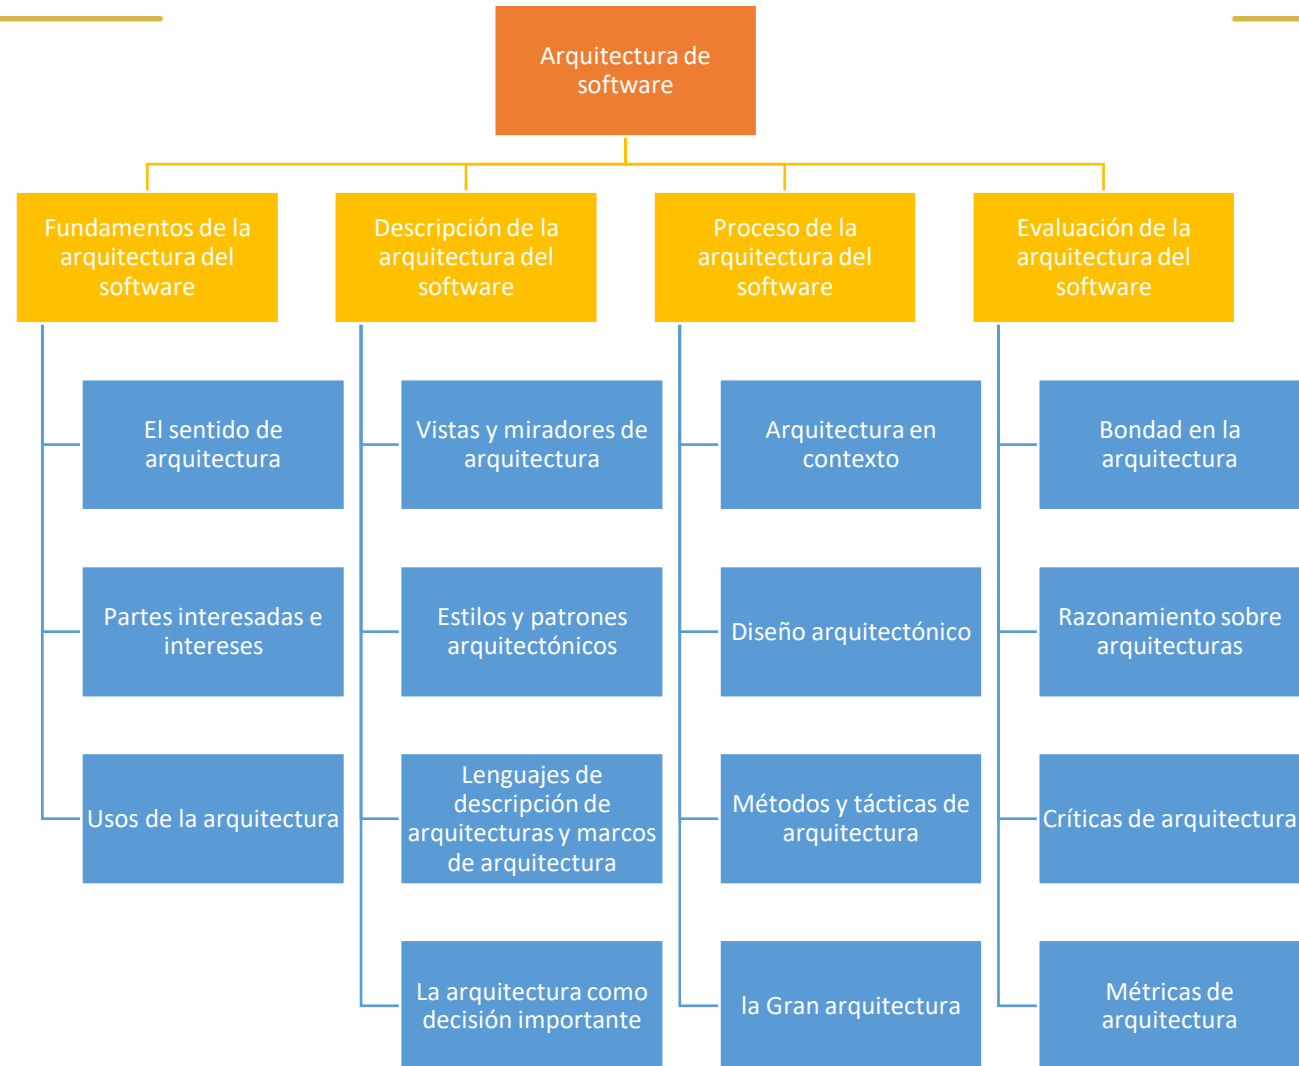 Arquitectura de
software
Fundamentos de la
arquitectura del
software
Descripción de la
arquitectura del
software
Proceso de la
arquitectura del
software
Evaluación de la
arquitectura del
software
El sentido de
arquitectura
Partes interesadas e
intereses
Usos de la arquitectura
Vistas y miradores de
arquitectura
Estilos y patrones
arquitectónicos
Lenguajes de
descripción de
arquitecturas y marcos
de arquitectura
La arquitectura como
decisión importante
Arquitectura en
contexto
Diseño arquitectónico
Métodos y tácticas de
arquitectura
la Gran arquitectura
Bondad en la
arquitectura
Razonamiento sobre
arquitecturas
Críticas de arquitectura
Métricas de
arquitectura